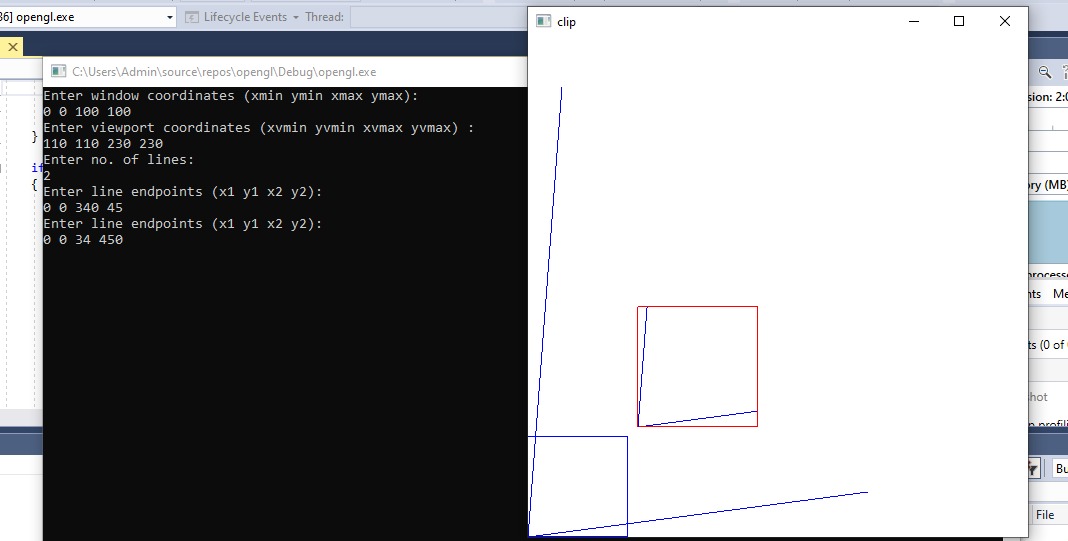 36] opengl.exe
Lifecycle Events
Thread:
clip
C:\Users\Admin\source\repos\opengl\Debug\opengl.exe
Enter window coordinates (xmin ymin xmax ymax):
0 0 100 100
Enter viewport coordinates (xvmin yvmin xvmax yvmax) :
110 110 230 230
Enter no. of lines:
2
Enter line endpoints (x1 y1 x2 y2):
0 0 340 45
Enter line endpoints (x1 y1 x2 y2):
0 0 34 450
}
if
{
sion: 2:0
ory (MB)
processo
nts Me
ts (0 of
hot
n profili
Bu
File